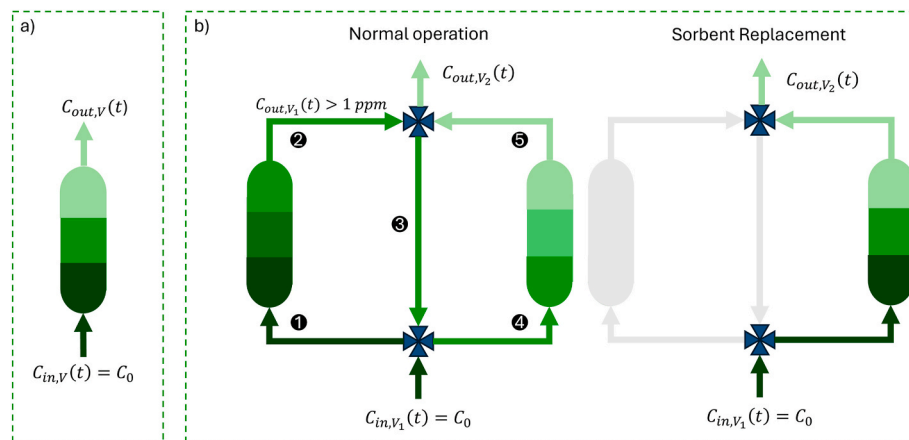 a)
C_{out,V}(t)
C_{in,V}(t) = C_0
b)
Normal operation
C_{out,V_2}(t)
C_{out,V_1}(t) > 1 ppm
❷
❺
❸
❶
❹
C_{in,V_1}(t) = C_0
Sorbent Replacement
C_{out,V_2}(t)
C_{in,V_1}(t) = C_0